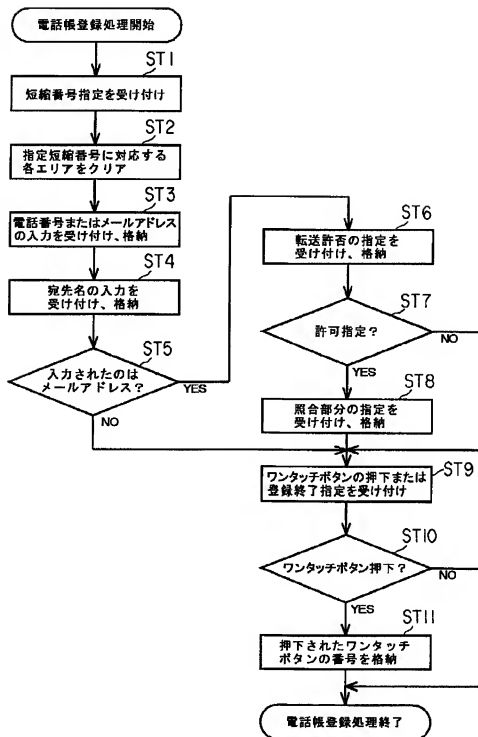 電話帳登録処理開始
ST1
短縮番号指定を受け付け
ST2
指定短縮番号に対応する
各エリアをクリア
ST3
電話番号またはメールアドレス
の入力を受け付け、格納
ST4
宛先名の入力を
受け付け、格納
ST5
入力されたのは
メールアドレス？
YES
NO
ST6
転送許否の指定を
受け付け、格納
ST7
許可指定？
NO
YES
ST8
照合部分の指定を
受け付け、格納
ST9
ワンタッチボタンの押下または
登録終了指定を受け付け
ST10
ワンタッチボタン押下？
NO
YES
ST11
押下されたワンタッチ
ボタンの番号を格納
電話帳登録処理終了